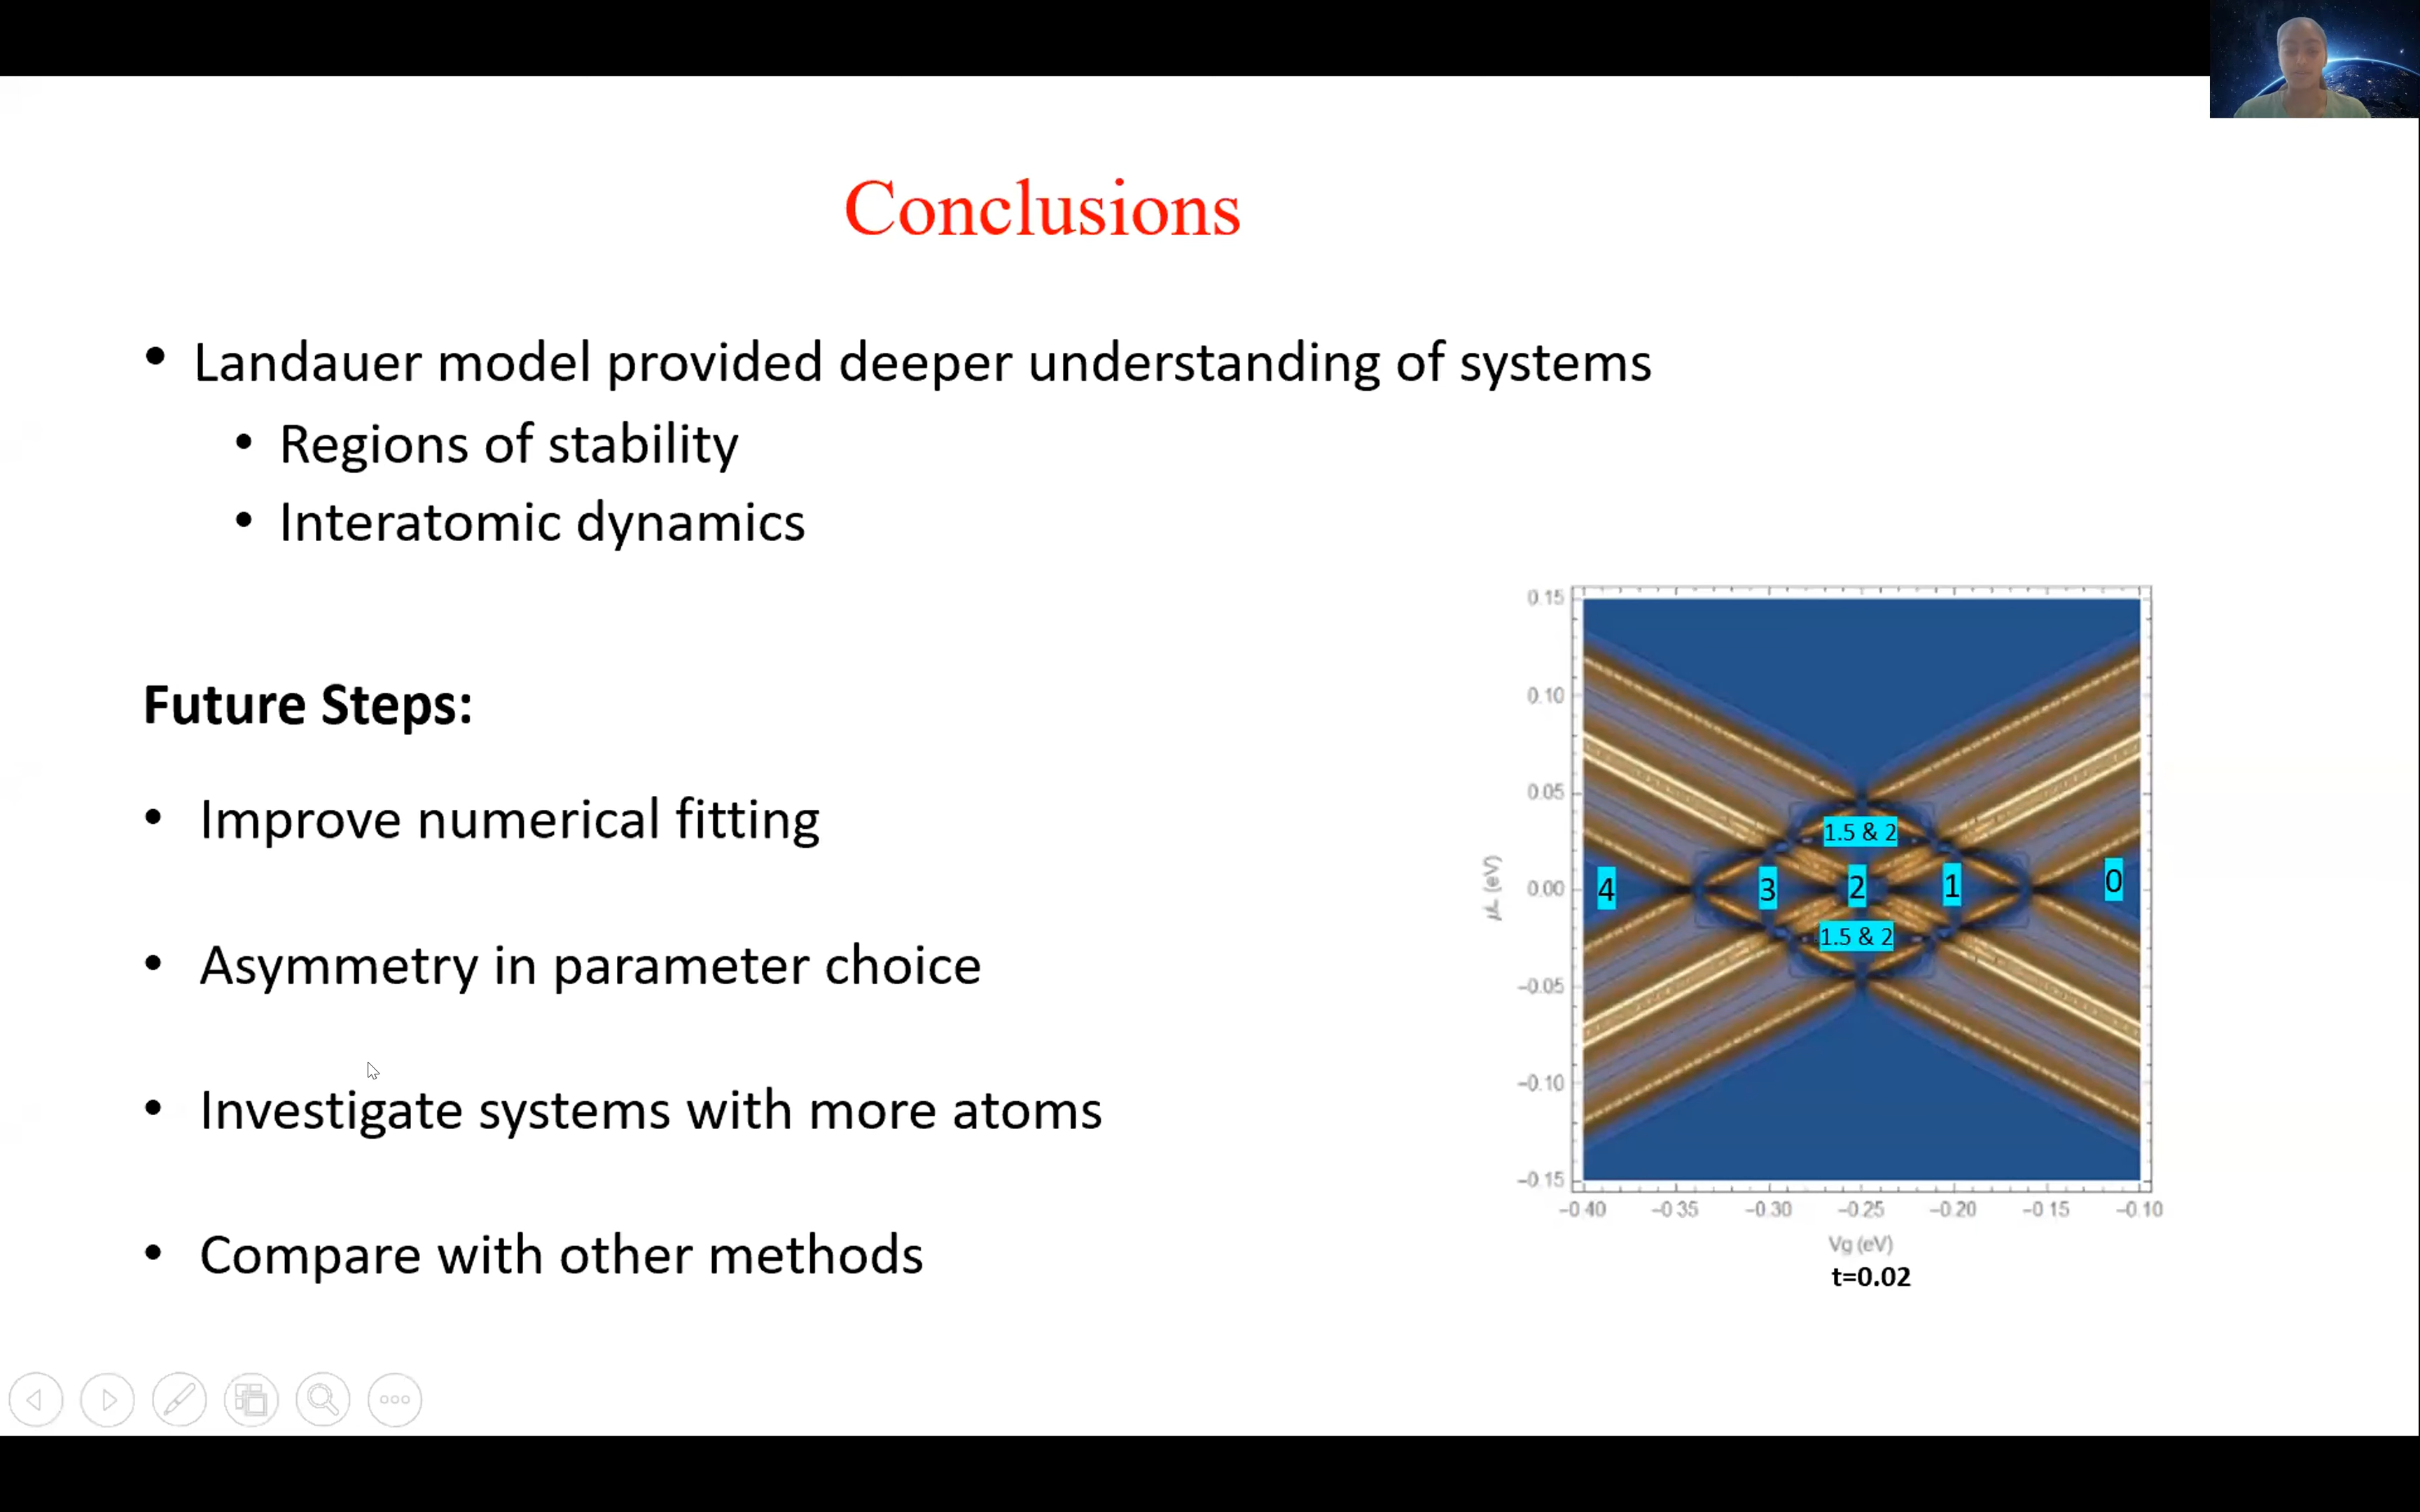 Conclusions
• Landauer model provided deeper understanding of systems
• Regions of stability
• Interatomic dynamics
Future Steps:
• Improve numerical fitting
• Asymmetry in parameter choice
• Investigate systems with more atoms
• Compare with other methods
0.15
0.10
0.05
0.00
−0.05
−0.10
−0.15
μL (eV)
1.5 & 2
4
3
2
1
0
1.5 & 2
−0.40
−0.35
−0.30
−0.25
−0.20
−0.15
−0.10
Vg (eV)
t=0.02